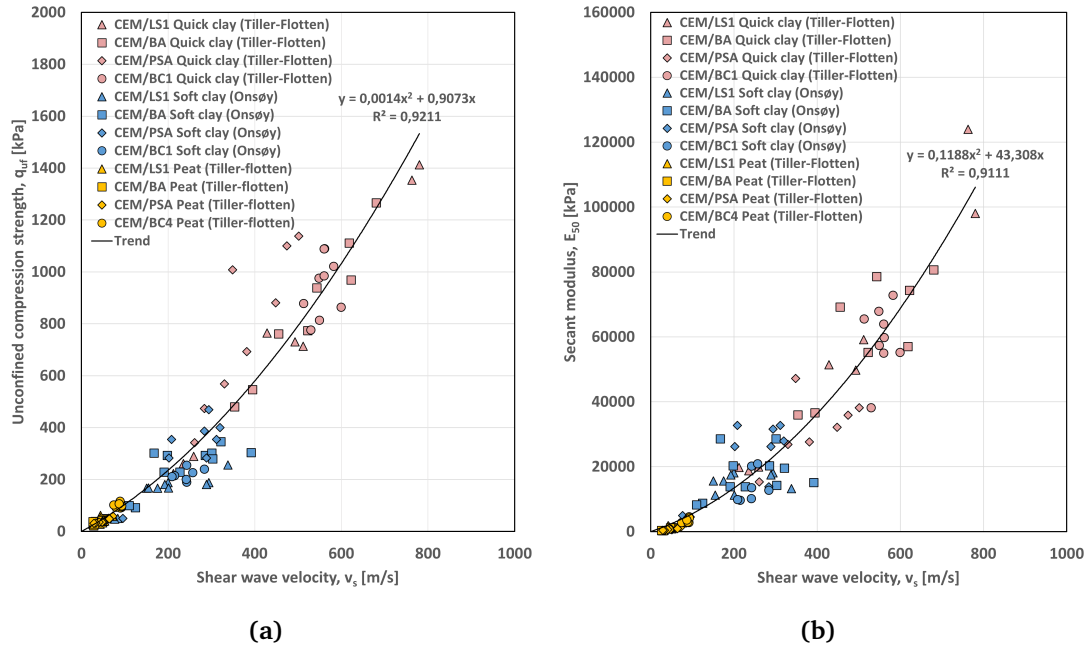 2000
1800
1600
1400
1200
1000
800
600
400
200
0
Unconfined compression strength, q_uf [kPa]
CEM/LS1 Quick clay (Tiller-Flotten)
CEM/BA Quick clay (Tiller-Flotten)
CEM/PSA Quick clay (Tiller-Flotten)
CEM/BC1 Quick clay (Tiller-Flotten)
CEM/LS1 Soft clay (Onsøy)
CEM/BA Soft clay (Onsøy)
CEM/PSA Soft clay (Onsøy)
CEM/BC1 Soft clay (Onsøy)
CEM/LS1 Peat (Tiller-flotten)
CEM/BA Peat (Tiller-flotten)
CEM/PSA Peat (Tiller-flotten)
CEM/BC4 Peat (Tiller-flotten)
Trend
y = 0,0014x² + 0,9073x
R² = 0,9211
0 200 400 600 800 1000
Shear wave velocity, v_s [m/s]
(a)
160000
140000
120000
100000
80000
60000
40000
20000
0
Secant modulus, E_50 [kPa]
CEM/LS1 Quick clay (Tiller-Flotten)
CEM/BA Quick clay (Tiller-Flotten)
CEM/PSA Quick clay (Tiller-Flotten)
CEM/BC1 Quick clay (Tiller-Flotten)
CEM/LS1 Soft clay (Onsøy)
CEM/BA Soft clay (Onsøy)
CEM/PSA Soft clay (Onsøy)
CEM/BC1 Soft clay (Onsøy)
CEM/LS1 Peat (Tiller-Flotten)
CEM/BA Peat (Tiller-Flotten)
CEM/PSA Peat (Tiller-Flotten)
CEM/BC4 Peat (Tiller-Flotten)
Trend
y = 0,1188x² + 43,308x
R² = 0,9111
0 200 400 600 800 1000
Shear wave velocity, v_s [m/s]
(b)